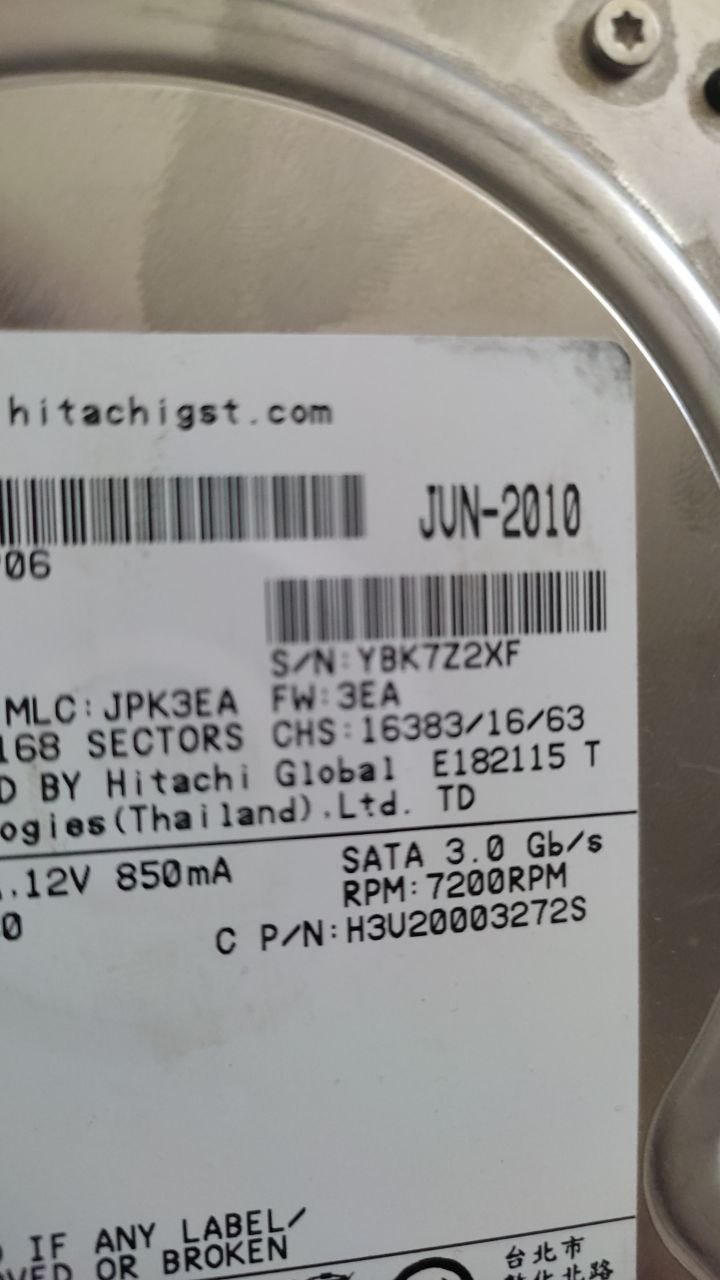 hitachigst.com
JUN-2010
706
S/N:YBK7Z2XF
MLC:JPK3EA FW:3EA
168 SECTORS CHS:16383/16/63
D BY Hitachi Global E182115 T
ogies(Thailand).Ltd. TD
.12V 850mA SATA 3.0 Gb/s
RPM:7200RPM
0
C P/N:H3U20003272S
IF ANY LABEL/
VED OR BROKEN
台北市